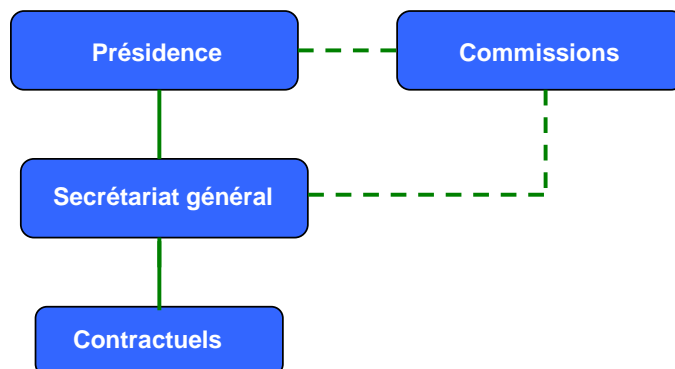 Présidence
Commissions
Secrétariat général
Contractuels